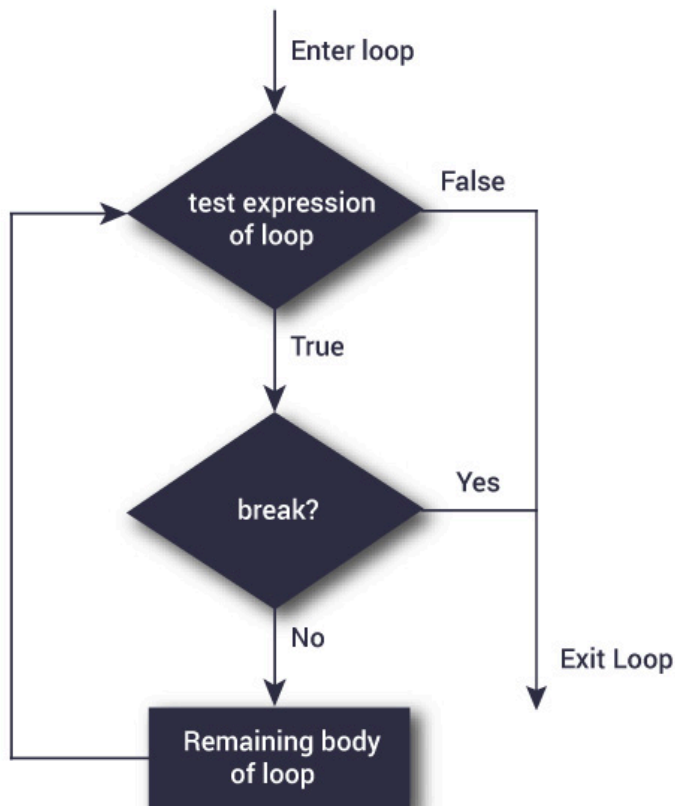 Enter loop
test expression
of loop
False
True
break?
Yes
No
Exit Loop
Remaining body
of loop